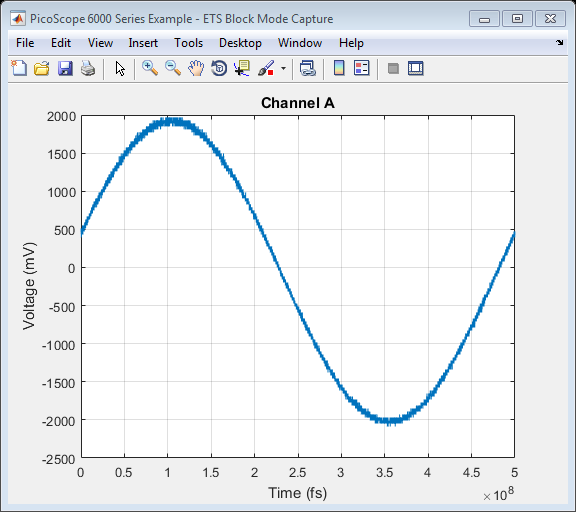 PicoScope 6000 Series Example - ETS Block Mode Capture
File Edit View Insert Tools Desktop Window Help
Channel A
2000
1500
1000
500
0
-500
-1000
-1500
-2000
-2500
Voltage (mV)
0 0.5 1 1.5 2 2.5 3 3.5 4 4.5 5
Time (fs)
×10^8